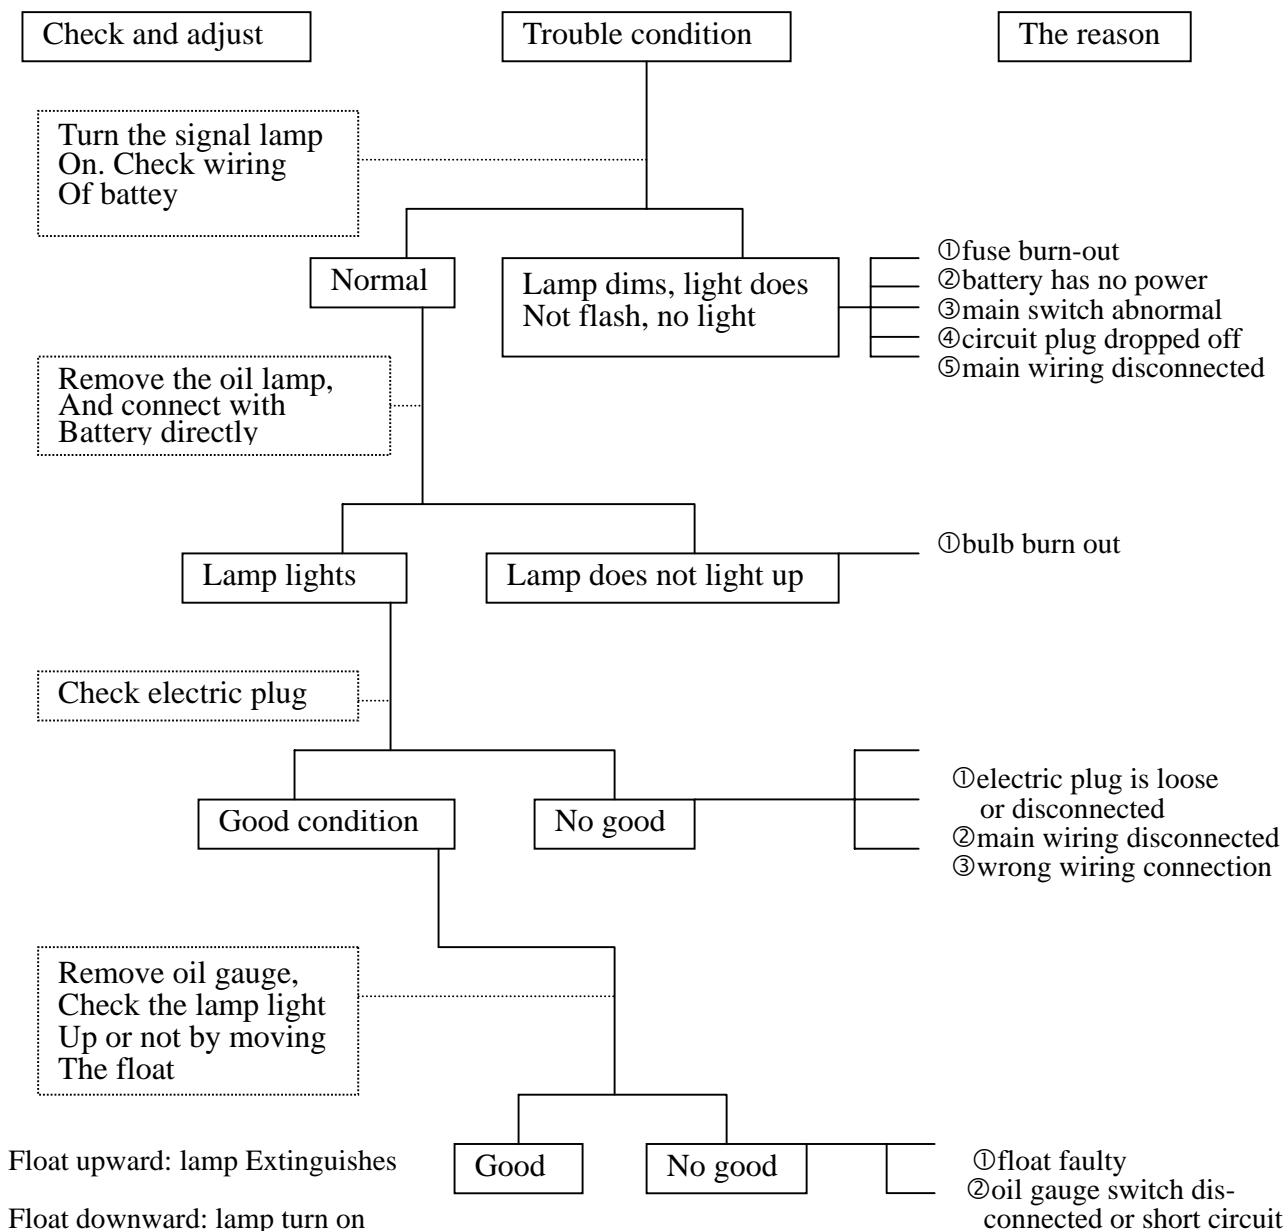 Check and adjust
Trouble condition
The reason
Turn the signal lamp
On. Check wiring
Of battey
Normal
Lamp dims, light does
Not flash, no light
①fuse burn-out
②battery has no power
③main switch abnormal
④circuit plug dropped off
⑤main wiring disconnected
Remove the oil lamp,
And connect with
Battery directly
Lamp lights
Lamp does not light up
①bulb burn out
Check electric plug
Good condition
No good
①electric plug is loose
or disconnected
②main wiring disconnected
③wrong wiring connection
Remove oil gauge,
Check the lamp light
Up or not by moving
The float
Float upward: lamp Extinguishes
Good
No good
①float faulty
②oil gauge switch dis-
connected or short circuit
Float downward: lamp turn on